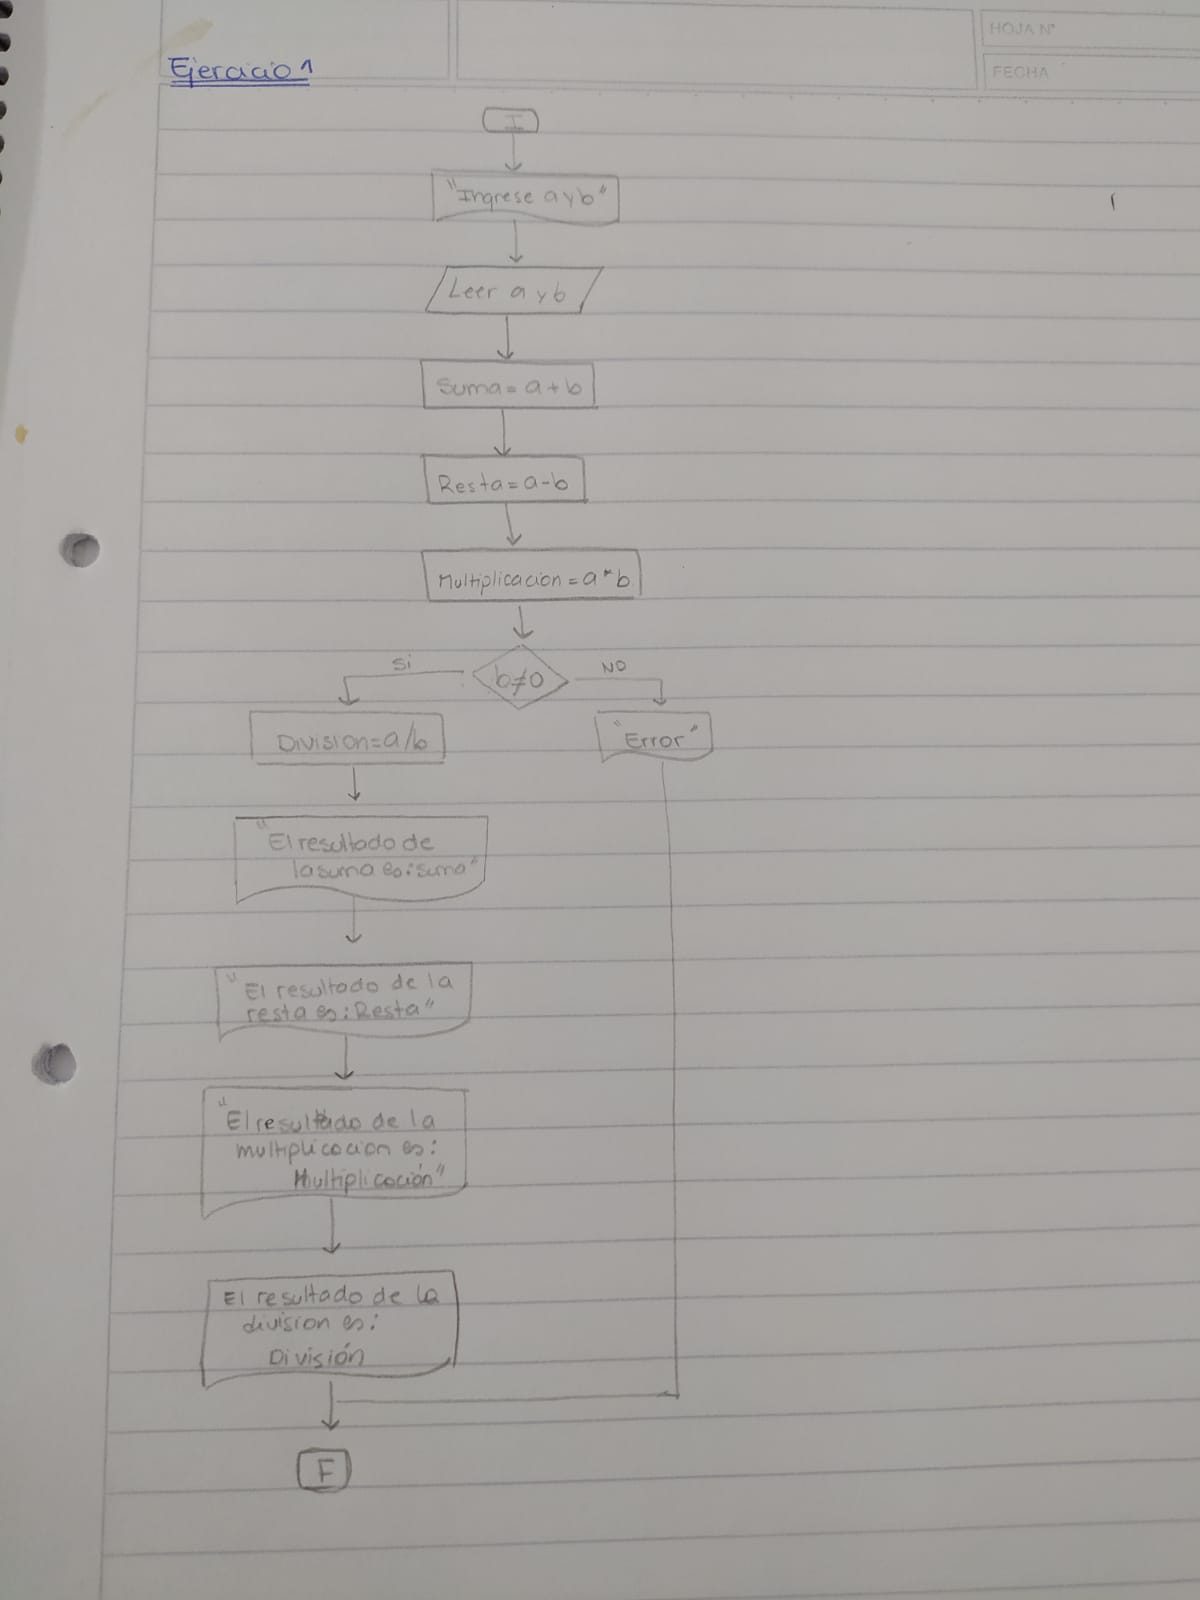 HOJA N°
FECHA
Ejercicio 1
I
"Ingrese a y b"
Leer a y b
Suma = a + b
Resta = a - b
Multiplicacion = a * b
Si
NO
b≠0
Division = a/b
"Error"
"El resultado de
la suma es: suma"
"El resultado de la
resta es: Resta"
"El resultado de la
multiplicacion es:
Multiplicación"
El resultado de la
division es:
División
F